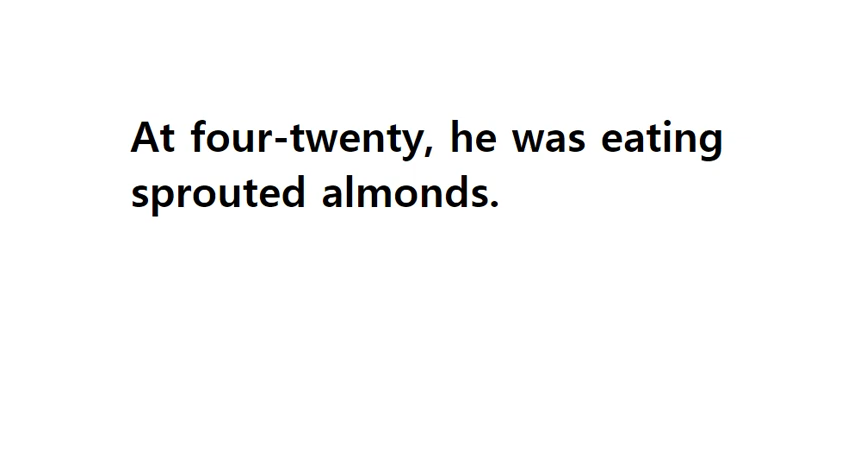 At four-twenty, he was eating
sprouted almonds.